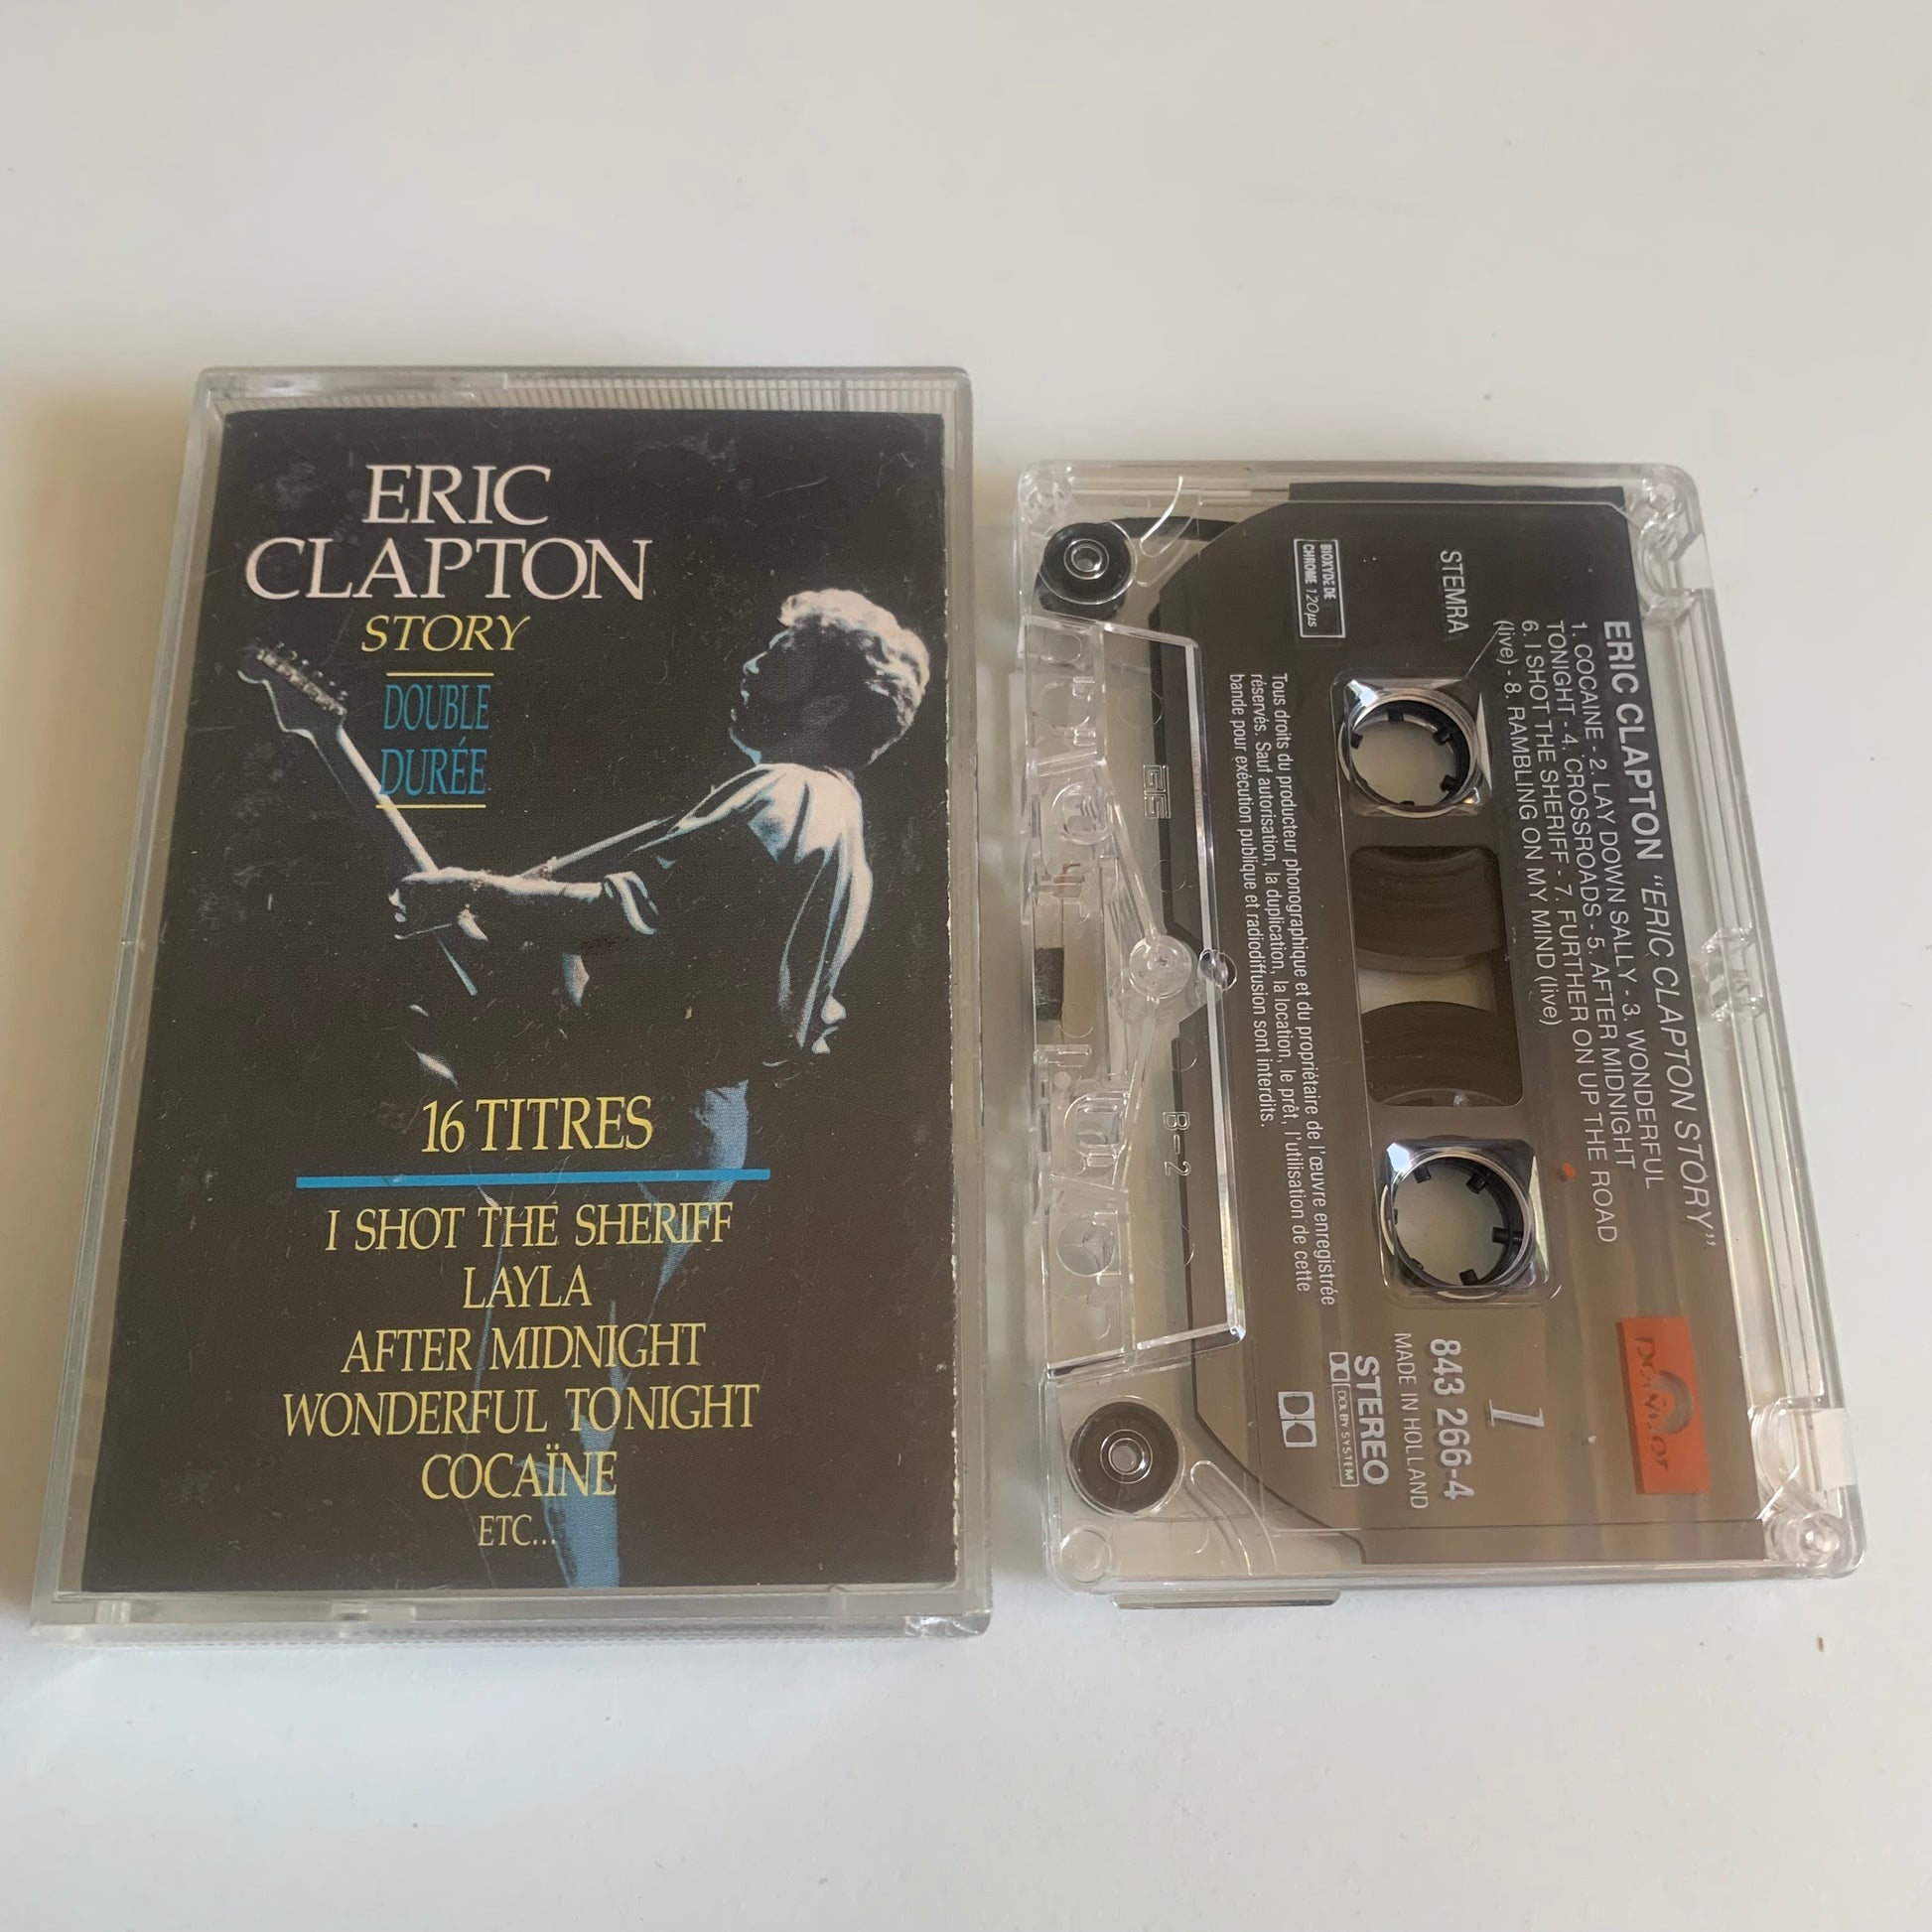 ERIC
CLAPTON
STORY
DOUBLE
DURÉE
16 TITRES
I SHOT THE SHERIFF
LAYLA
AFTER MIDNIGHT
WONDERFUL TONIGHT
COCAÏNE
ETC...
ERIC CLAPTON “ERIC CLAPTON STORY”
1. COCAINE - 2. LAY DOWN SALLY - 3. WONDERFUL
TONIGHT - 4. CROSSROADS - 5. AFTER MIDNIGHT
6. I SHOT THE SHERIFF - 7. FURTHER ON UP THE ROAD
(live) - 8. RAMBLING ON MY MIND (live)
STEMRA
BIOXYDE DE
CHROME 120µs
Polydor
1
843 266-4
MADE IN HOLLAND
STEREO
DOLBY SYSTEM
Tous droits du producteur phonographique et du propriétaire de l'œuvre enregistrée
réservés. Sauf autorisation, la duplication, la location, le prêt, l'utilisation de cette
bande pour exécution publique et radiodiffusion sont interdits.
B-2